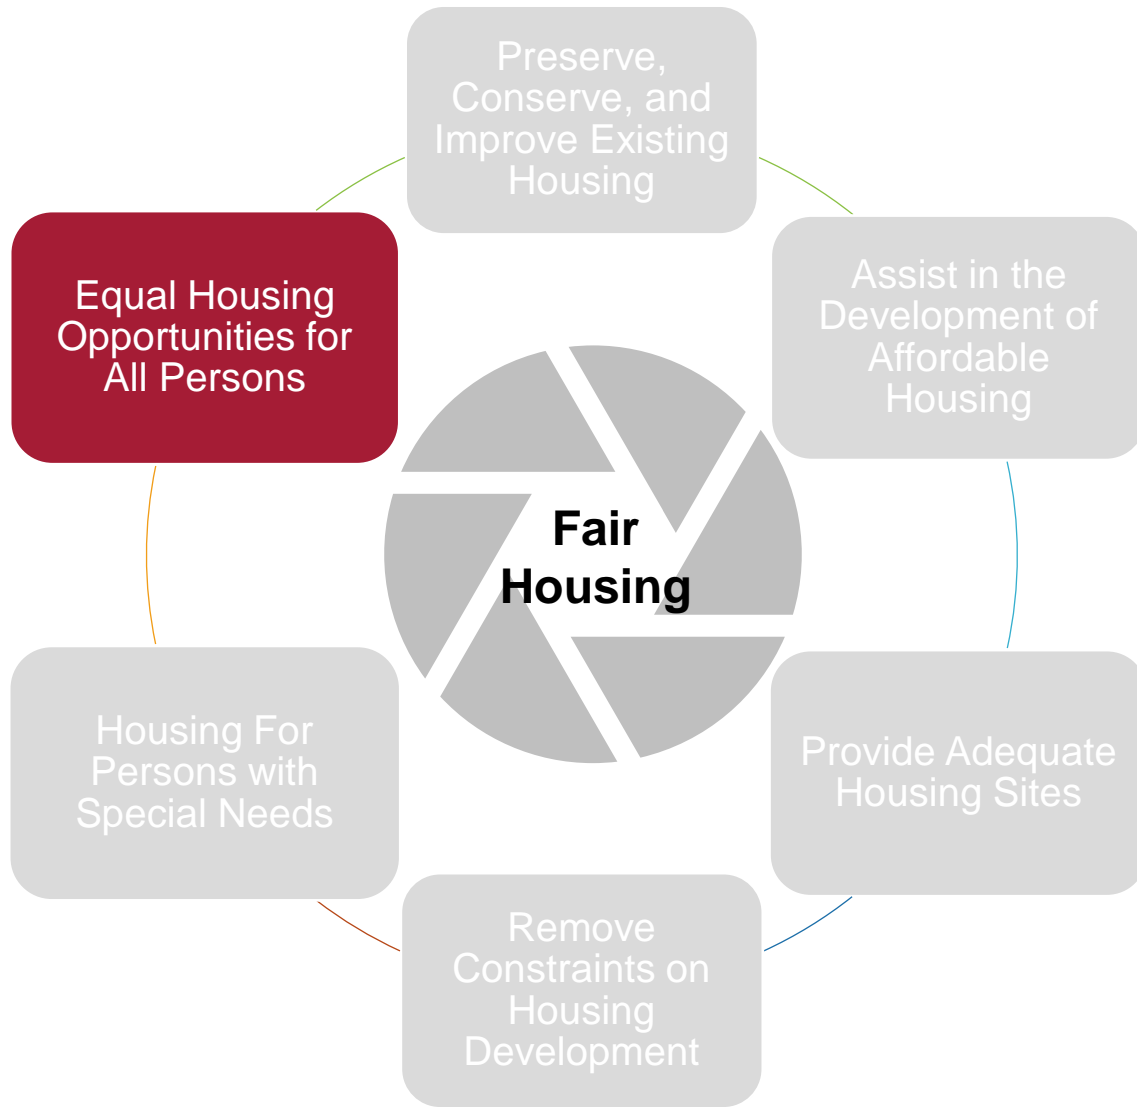 Preserve,
Conserve, and
Improve Existing
Housing
Equal Housing
Opportunities for
All Persons
Assist in the
Development of
Affordable
Housing
Fair
Housing
Housing For
Persons with
Special Needs
Provide Adequate
Housing Sites
Remove
Constraints on
Housing
Development